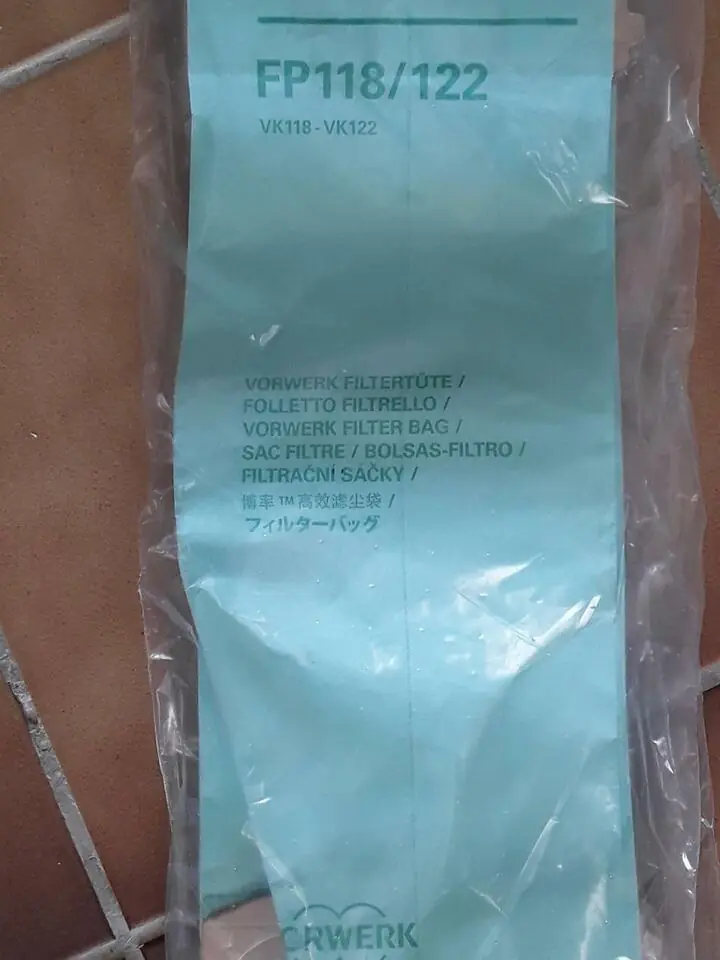 FP118/122
VK118-VK122
VORWERK FILTERTÜTE /
FOLLETTO FILTRELLO /
VORWERK FILTER BAG /
SAC FILTRE / BOLSAS-FILTRO /
FILTRAČNÍ SÁČKY /
博率™高效滤尘袋 /
フィルターバッグ
ORWERK